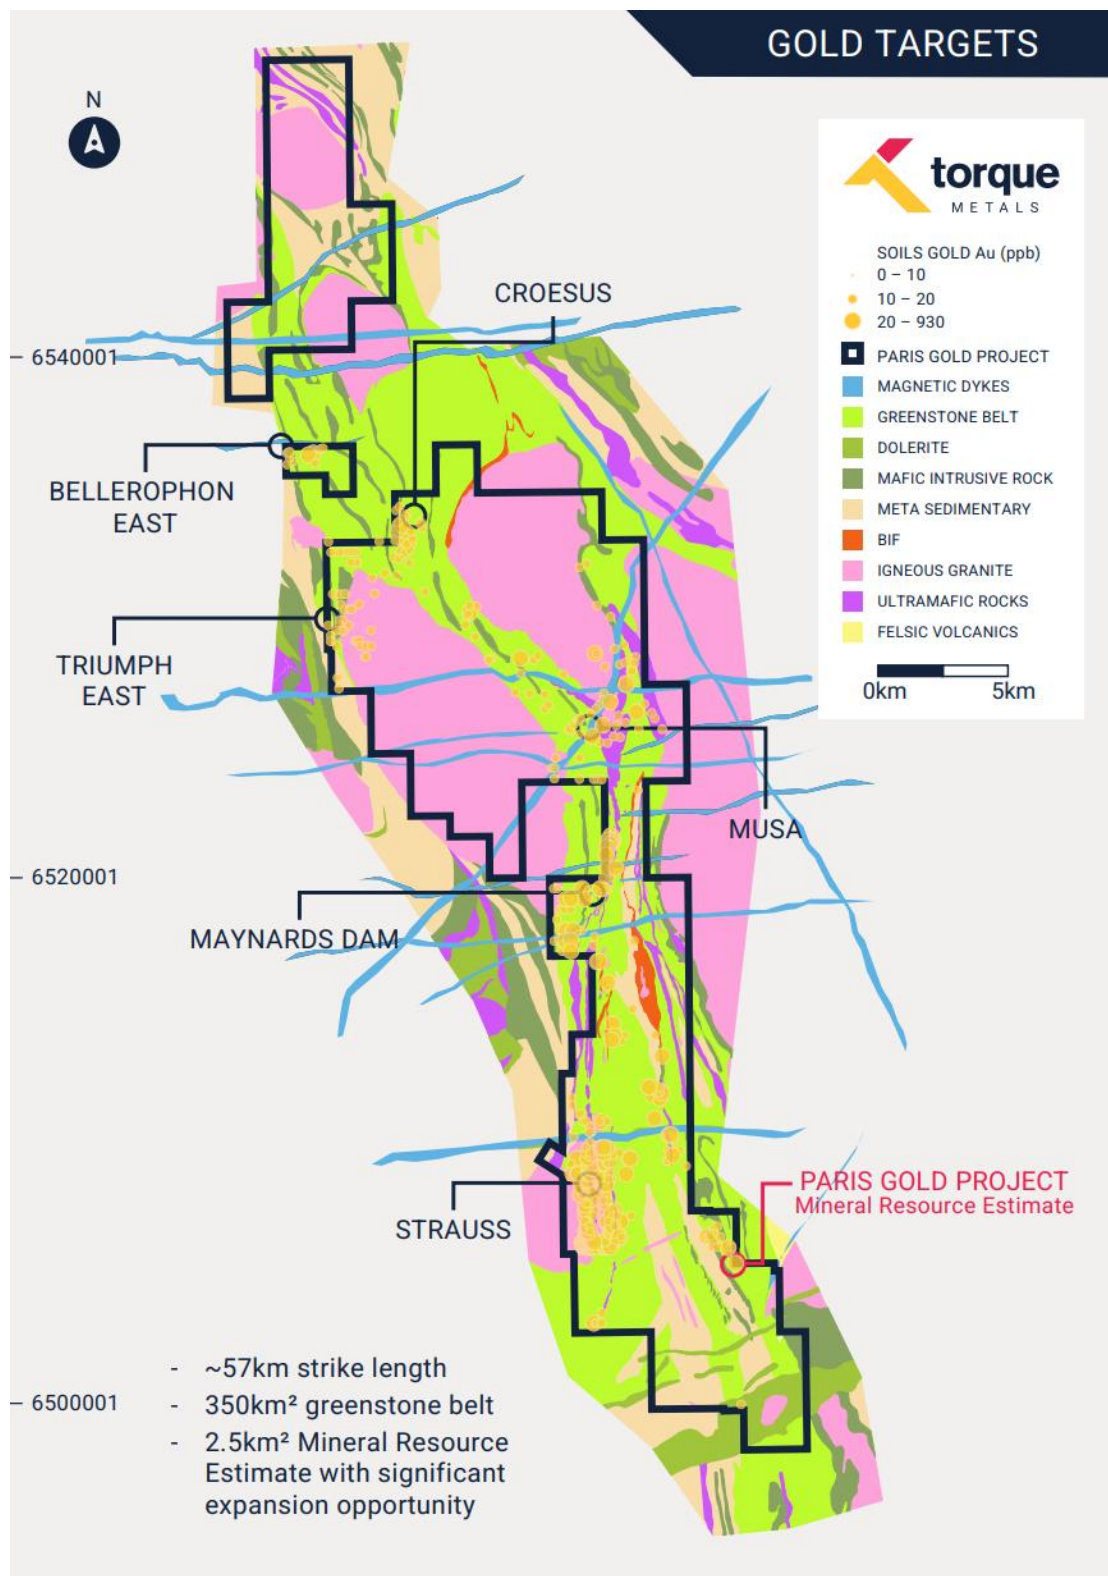 GOLD TARGETS
N
torque
METALS
SOILS GOLD Au (ppb)
0 – 10
10 – 20
20 – 930
PARIS GOLD PROJECT
MAGNETIC DYKES
GREENSTONE BELT
DOLERITE
MAFIC INTRUSIVE ROCK
META SEDIMENTARY
BIF
IGNEOUS GRANITE
ULTRAMAFIC ROCKS
FELSIC VOLCANICS
0km 5km
CROESUS
6540001
BELLEROPHON
EAST
TRIUMPH
EAST
MUSA
6520001
MAYNARDS DAM
PARIS GOLD PROJECT
Mineral Resource Estimate
STRAUSS
6500001
- ~57km strike length
- 350km² greenstone belt
- 2.5km² Mineral Resource
Estimate with significant
expansion opportunity